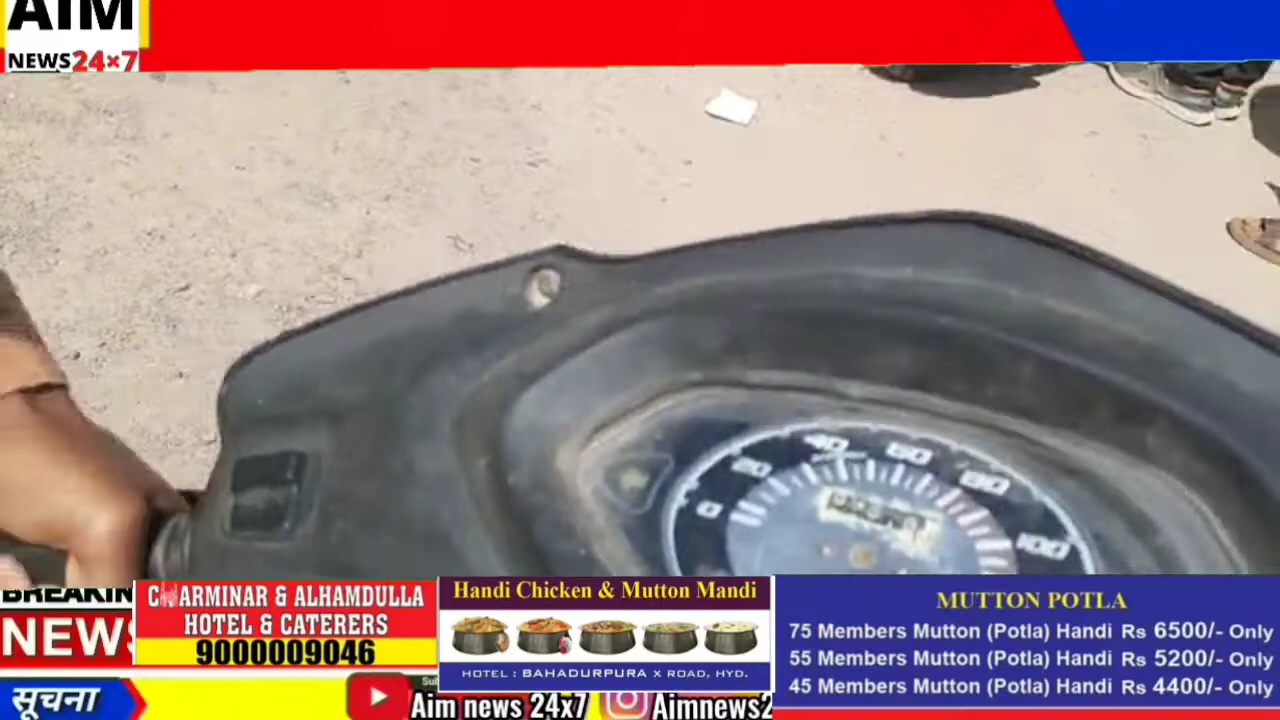 AIM
NEWS24×7
40
60
20
80
0
100
BREAKIN
NEWS
CHARMINAR & ALHAMDULLA
HOTEL & CATERERS
9000009046
Handi Chicken & Mutton Mandi
HOTEL : BAHADURPURA X ROAD, HYD.
MUTTON POTLA
75 Members Mutton (Potla) Handi Rs 6500/- Only
55 Members Mutton (Potla) Handi Rs 5200/- Only
45 Members Mutton (Potla) Handi Rs 4400/- Only
सूचना
Sub
Aim news 24x7
Aimnews2